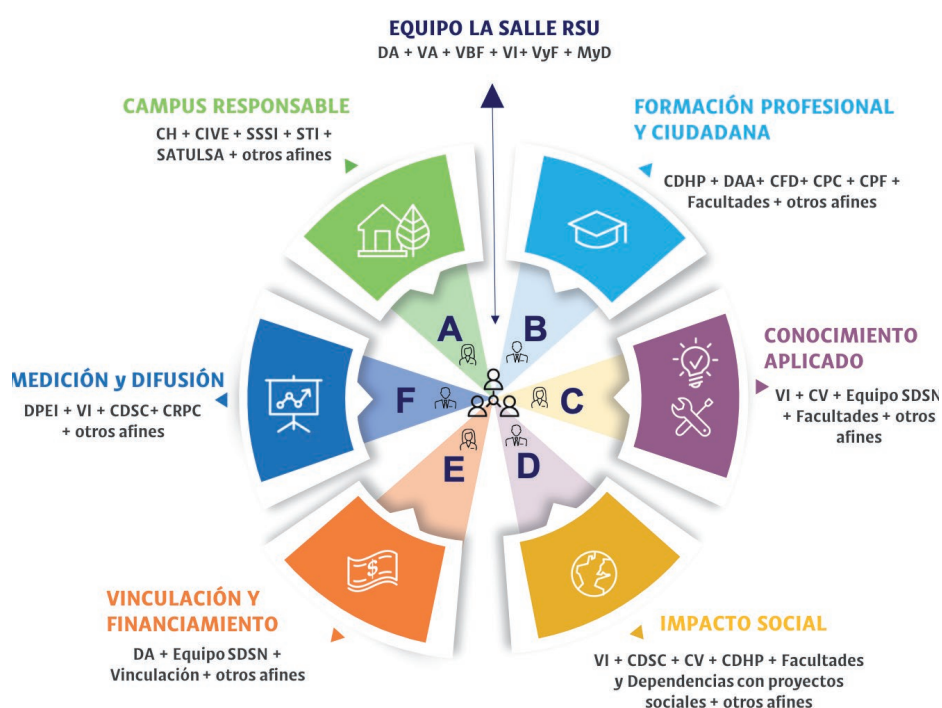 EQUIPO LA SALLE RSU
DA + VA + VBF + VI+ VyF + MyD
CAMPUS RESPONSABLE
CH + CIVE + SSSI + STI +
SATULSA + otros afines
FORMACIÓN PROFESIONAL
Y CIUDADANA
CDHP + DAA+ CFD+ CPC + CPF +
Facultades + otros afines
A
B
CONOCIMIENTO
APLICADO
VI + CV + Equipo SDSN
+ Facultades + otros
afines
MEDICIÓN y DIFUSIÓN
DPEI + VI + CDSC+ CRPC
+ otros afines
F
C
E
D
$
VINCULACIÓN Y
FINANCIAMIENTO
DA + Equipo SDSN +
Vinculación + otros afines
IMPACTO SOCIAL
VI + CDSC + CV + CDHP + Facultades
y Dependencias con proyectos
sociales + otros afines